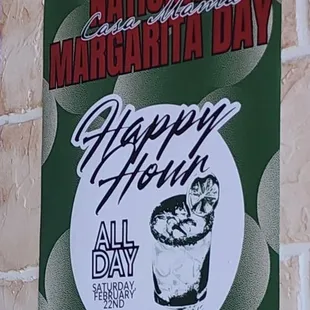 Casa Mama
MARGARITA DAY
Happy
Hour
ALL
DAY
SATURDAY,
FEBRUARY
22ND